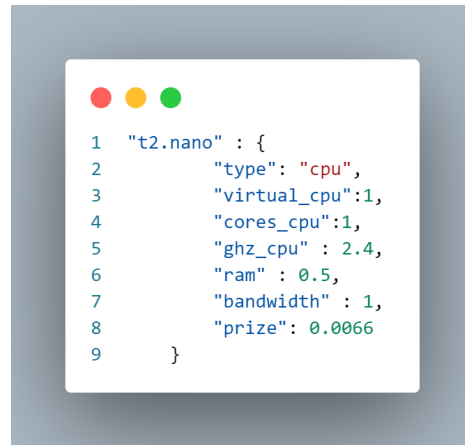 1 "t2.nano" : {
2 "type": "cpu",
3 "virtual_cpu":1,
4 "cores_cpu":1,
5 "ghz_cpu" : 2.4,
6 "ram" : 0.5,
7 "bandwidth" : 1,
8 "prize": 0.0066
9 }